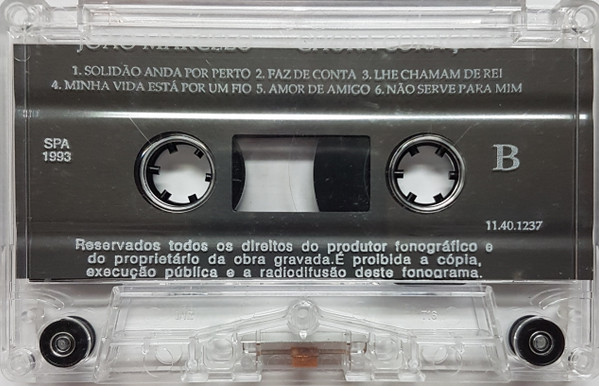 JOÃO MARCELO
1. SOLIDÃO ANDA POR PERTO 2. FAZ DE CONTA 3. LHE CHAMAM DE REI
4. MINHA VIDA ESTÁ POR UM FIO 5. AMOR DE AMIGO 6. NÃO SERVE PARA MIM
SPA
1993
B
11.40.1237
Reservados todos os direitos do produtor fonográfico e
do proprietário da obra gravada.É proibida a cópia,
execução pública e a radiodifusão deste fonograma.